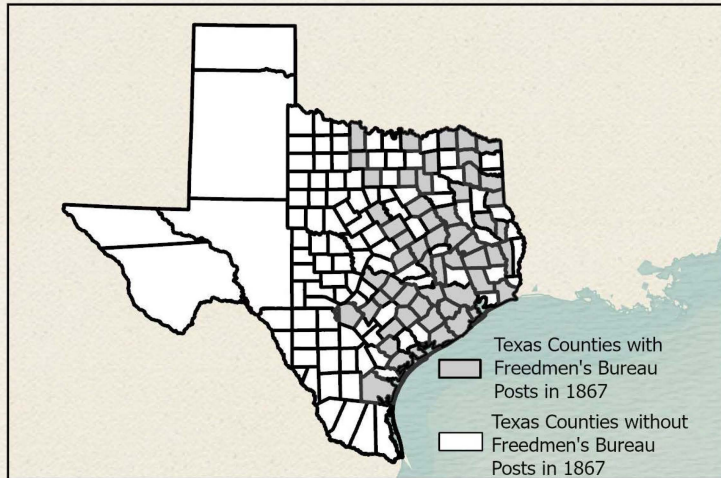 Texas Counties with
Freedmen's Bureau
Posts in 1867
Texas Counties without
Freedmen's Bureau
Posts in 1867